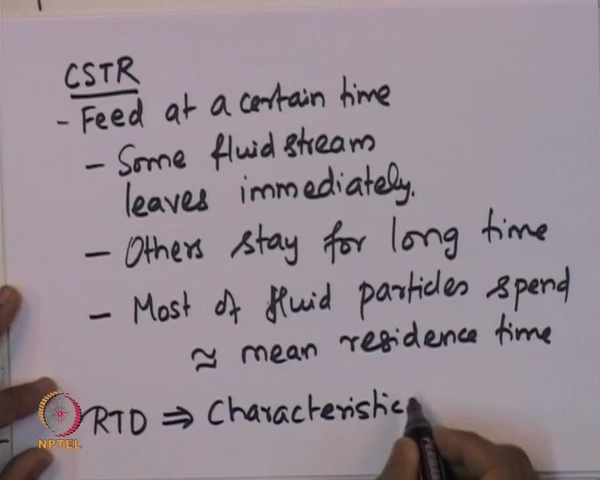 CSTR
- Feed at a certain time
- Some fluid stream
leaves immediately.
- Others stay for long time
- Most of fluid particles spend
≈ mean residence time
RTD ⇒ Characteristic
NPTEL